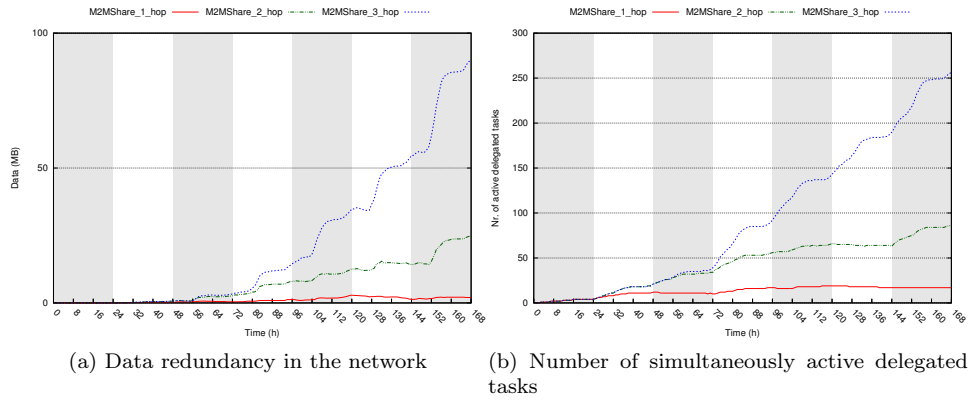 M2MShare_1_hop M2MShare_2_hop M2MShare_3_hop
100
50
0
Data (MB)
0 8 16 24 32 40 48 56 64 72 80 88 96 104 112 120 128 136 144 152 160 168
Time (h)
(a) Data redundancy in the network
M2MShare_1_hop M2MShare_2_hop M2MShare_3_hop
300
250
200
150
100
50
0
Nr. of active delegated tasks
0 8 16 24 32 40 48 56 64 72 80 88 96 104 112 120 128 136 144 152 160 168
Time (h)
(b) Number of simultaneously active delegated
tasks